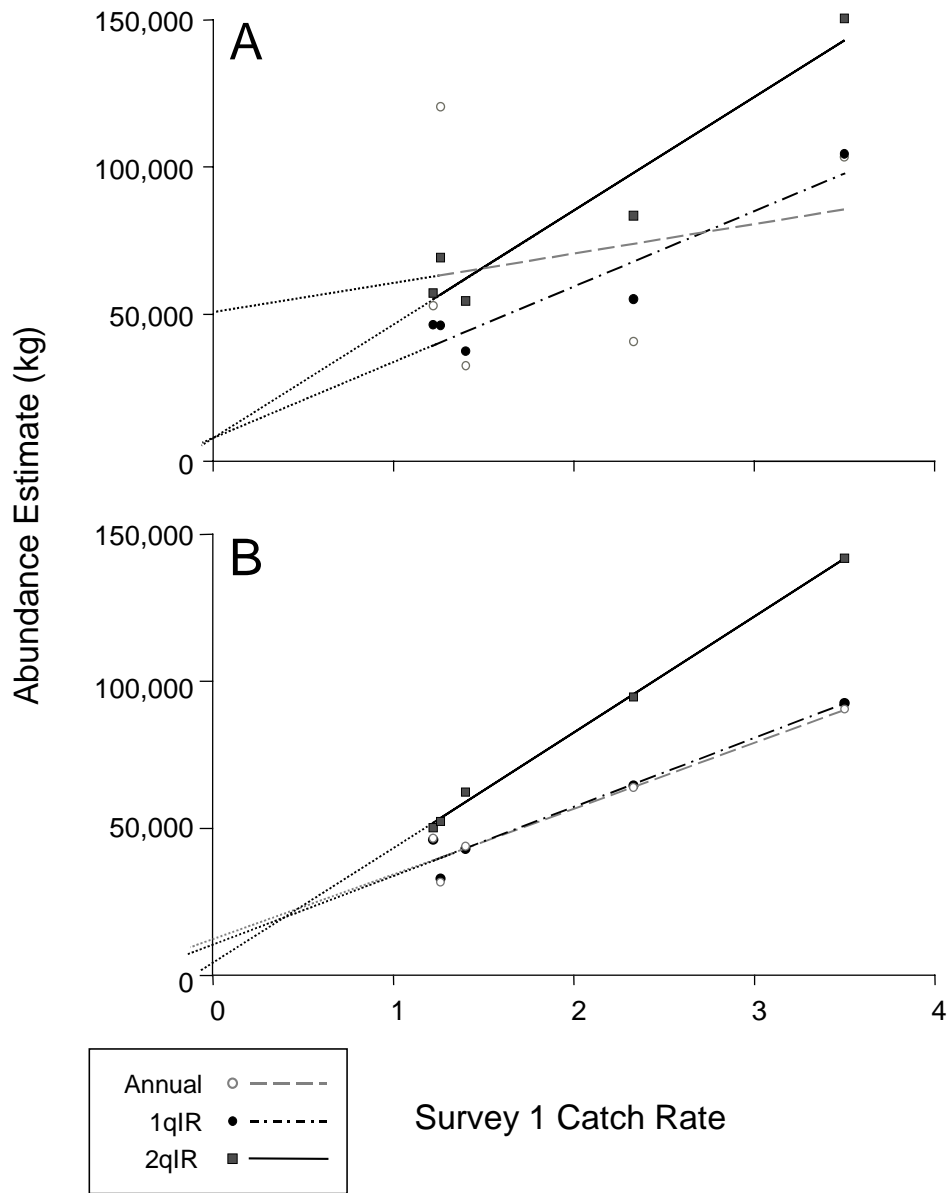 A
150,000
100,000
50,000
0
Abundance Estimate (kg)
B
150,000
100,000
50,000
0
0 1 2 3 4
Survey 1 Catch Rate
Annual
1qIR
2qIR